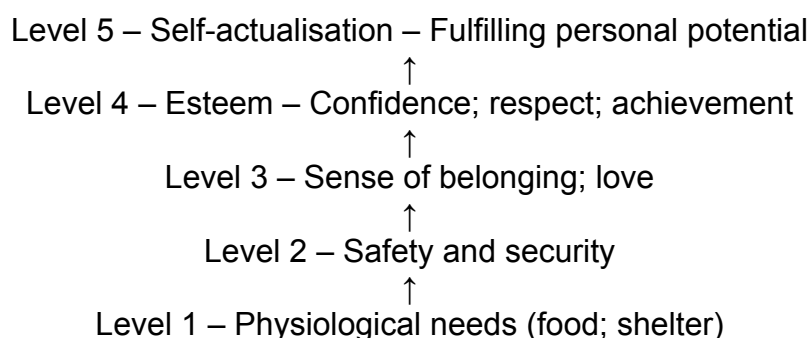 Level 5 – Self-actualisation – Fulfilling personal potential
↑
Level 4 – Esteem – Confidence; respect; achievement
↑
Level 3 – Sense of belonging; love
↑
Level 2 – Safety and security
↑
Level 1 – Physiological needs (food; shelter)